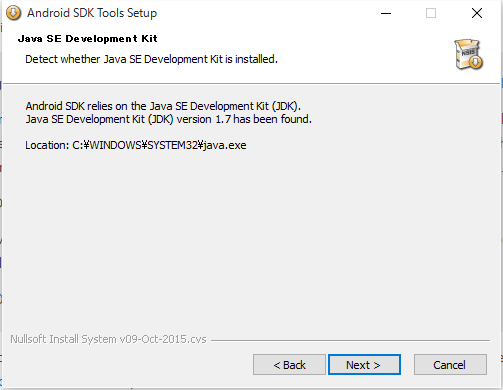 Android SDK Tools Setup
Java SE Development Kit
Detect whether Java SE Development Kit is installed.
Android SDK relies on the Java SE Development Kit (JDK).
Java SE Development Kit (JDK) version 1.7 has been found.
Location: C:¥WINDOWS¥SYSTEM32¥java.exe
Nullsoft Install System v09-Oct-2015.cvs
< Back
Next >
Cancel